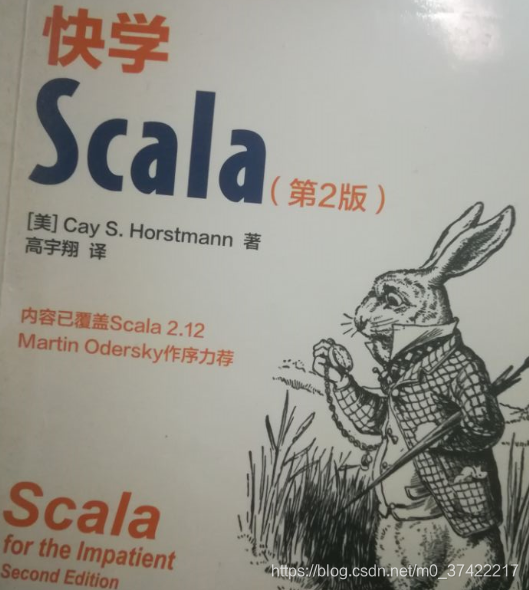 快学
Scala(第2版)
[美] Cay S. Horstmann 著
高宇翔 译
内容已覆盖Scala 2.12
Martin Odersky作序力荐
Scala
for the Impatient
Second Edition
https://blog.csdn.net/m0_37422217